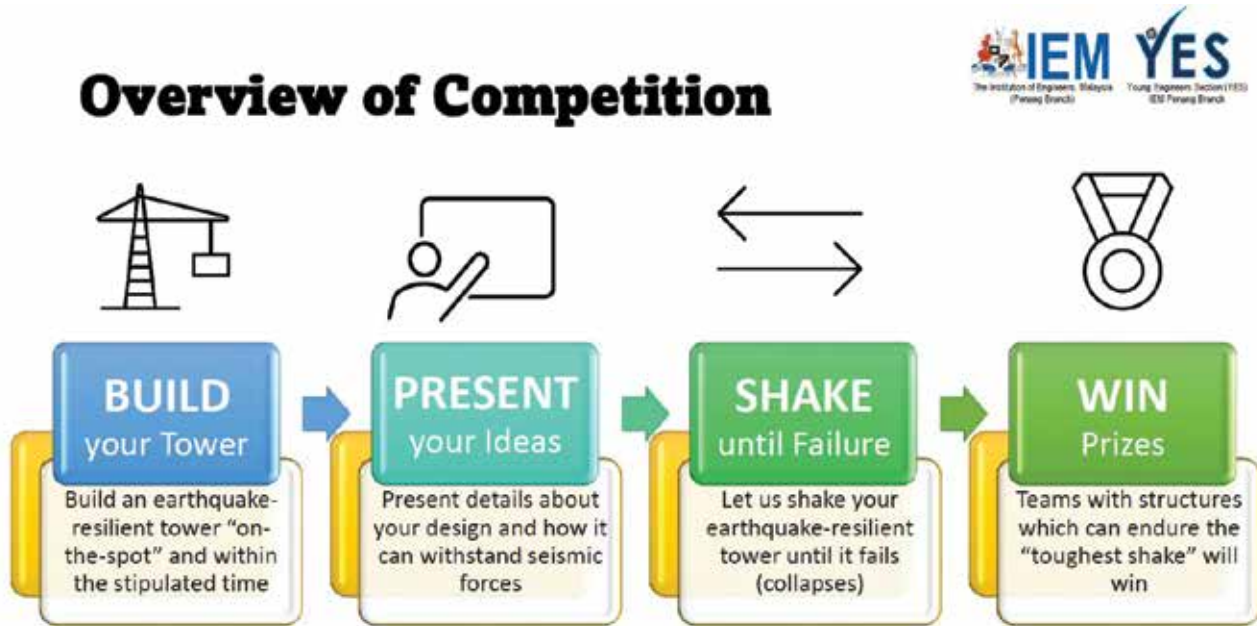 IEM YES
The Institution of Engineers, Malaysia
(Penang Branch)
Young Engineers Section (YES)
IEM Penang Branch
Overview of Competition
BUILD
your Tower
Build an earthquake-
resilient tower “on-
the-spot” and within
the stipulated time
PRESENT
your Ideas
Present details about
your design and how it
can withstand seismic
forces
SHAKE
until Failure
Let us shake your
earthquake-resilient
tower until it fails
(collapses)
WIN
Prizes
Teams with structures
which can endure the
“toughest shake” will
win